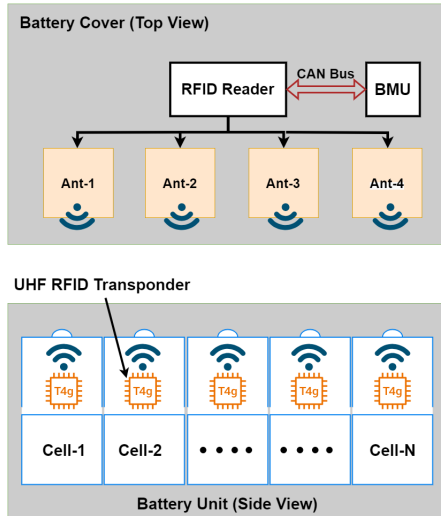 Battery Cover (Top View)
CAN Bus
RFID Reader
BMU
Ant-1
Ant-2
Ant-3
Ant-4
UHF RFID Transponder
T4g
T4g
T4g
T4g
T4g
Cell-1
Cell-2
• • • •
• • • •
Cell-N
Battery Unit (Side View)